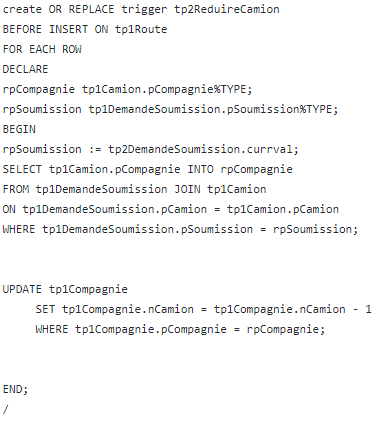 create OR REPLACE trigger tp2ReduireCamion
BEFORE INSERT ON tp1Route
FOR EACH ROW
DECLARE
rpCompagnie tp1Camion.pCompagnie%TYPE;
rpSoumission tp1DemandeSoumission.pSoumission%TYPE;
BEGIN
rpSoumission := tp2DemandeSoumission.currval;
SELECT tp1Camion.pCompagnie INTO rpCompagnie
FROM tp1DemandeSoumission JOIN tp1Camion
ON tp1DemandeSoumission.pCamion = tp1Camion.pCamion
WHERE tp1DemandeSoumission.pSoumission = rpSoumission;
UPDATE tp1Compagnie
SET tp1Compagnie.nCamion = tp1Compagnie.nCamion - 1
WHERE tp1Compagnie.pCompagnie = rpCompagnie;
END;
/